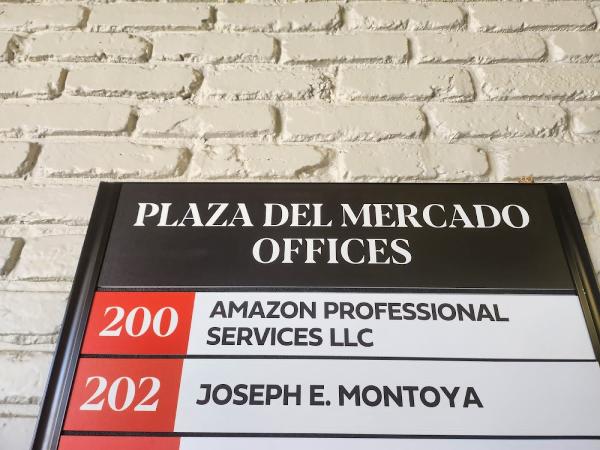 PLAZA DEL MERCADO
OFFICES
200 AMAZON PROFESSIONAL
SERVICES LLC
202 JOSEPH E. MONTOYA